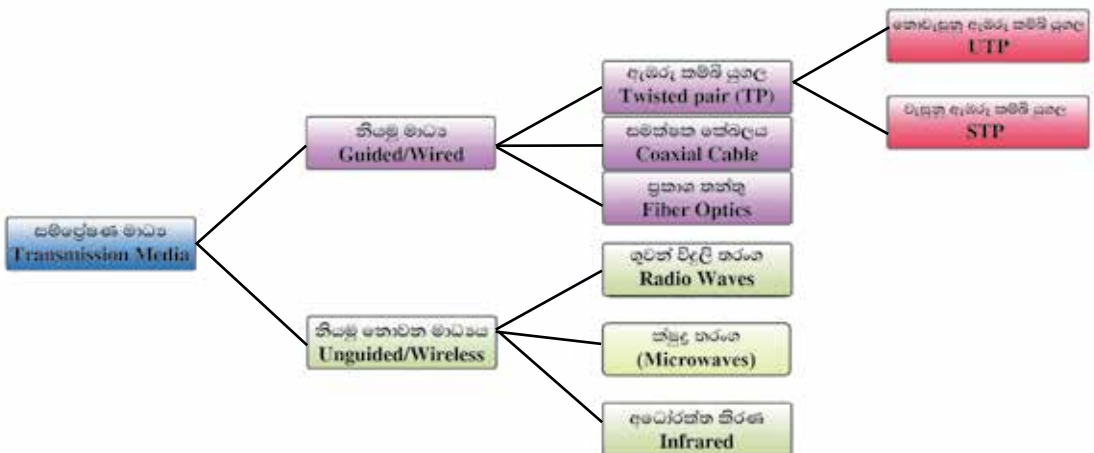 සම්ප්‍රේෂණ මාධ්‍ය
Transmission Media
නියමු මාධ්‍ය
Guided/Wired
ඇඹරූ කම්බි යුගල
Twisted pair (TP)
නොවැසුනු ඇඹරූ කම්බි යුගල
UTP
වැසුනු ඇඹරූ කම්බි යුගල
STP
සමක්ෂක කේබලය
Coaxial Cable
ප්‍රකාශ තන්තු
Fiber Optics
නියමු නොවන මාධ්‍යය
Unguided/Wireless
ගුවන් විදුලි තරංග
Radio Waves
ක්ෂුද්‍ර තරංග
(Microwaves)
අධෝරක්ත කිරණ
Infrared